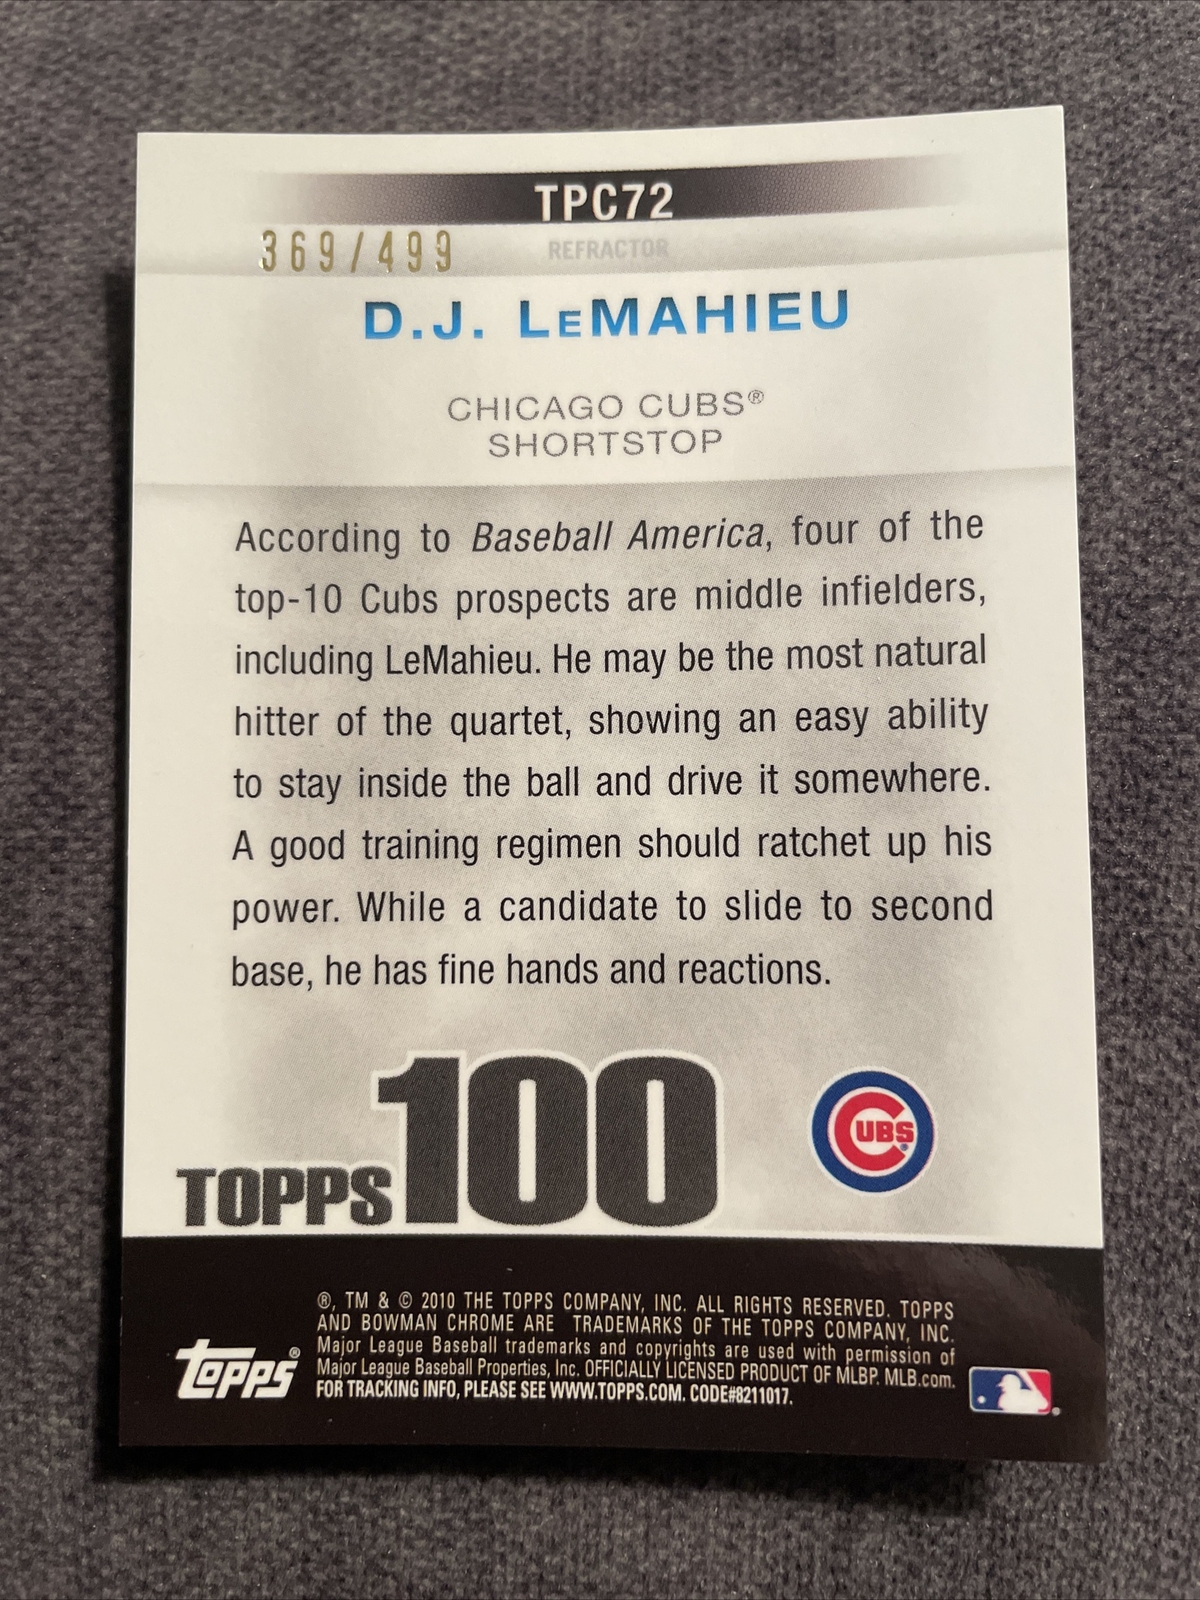 TPC72
369/499 REFRACTOR
D.J. LeMAHIEU
CHICAGO CUBS®
SHORTSTOP
According to Baseball America, four of the
top-10 Cubs prospects are middle infielders,
including LeMahieu. He may be the most natural
hitter of the quartet, showing an easy ability
to stay inside the ball and drive it somewhere.
A good training regimen should ratchet up his
power. While a candidate to slide to second
base, he has fine hands and reactions.
TOPPS 100
CUBS®
®, TM & © 2010 THE TOPPS COMPANY, INC. ALL RIGHTS RESERVED. TOPPS
AND BOWMAN CHROME ARE TRADEMARKS OF THE TOPPS COMPANY, INC.
Major League Baseball trademarks and copyrights are used with permission of
Major League Baseball Properties, Inc. OFFICIALLY LICENSED PRODUCT OF MLBP. MLB.com.
FOR TRACKING INFO, PLEASE SEE WWW.TOPPS.COM. CODE#8211017.
topps®